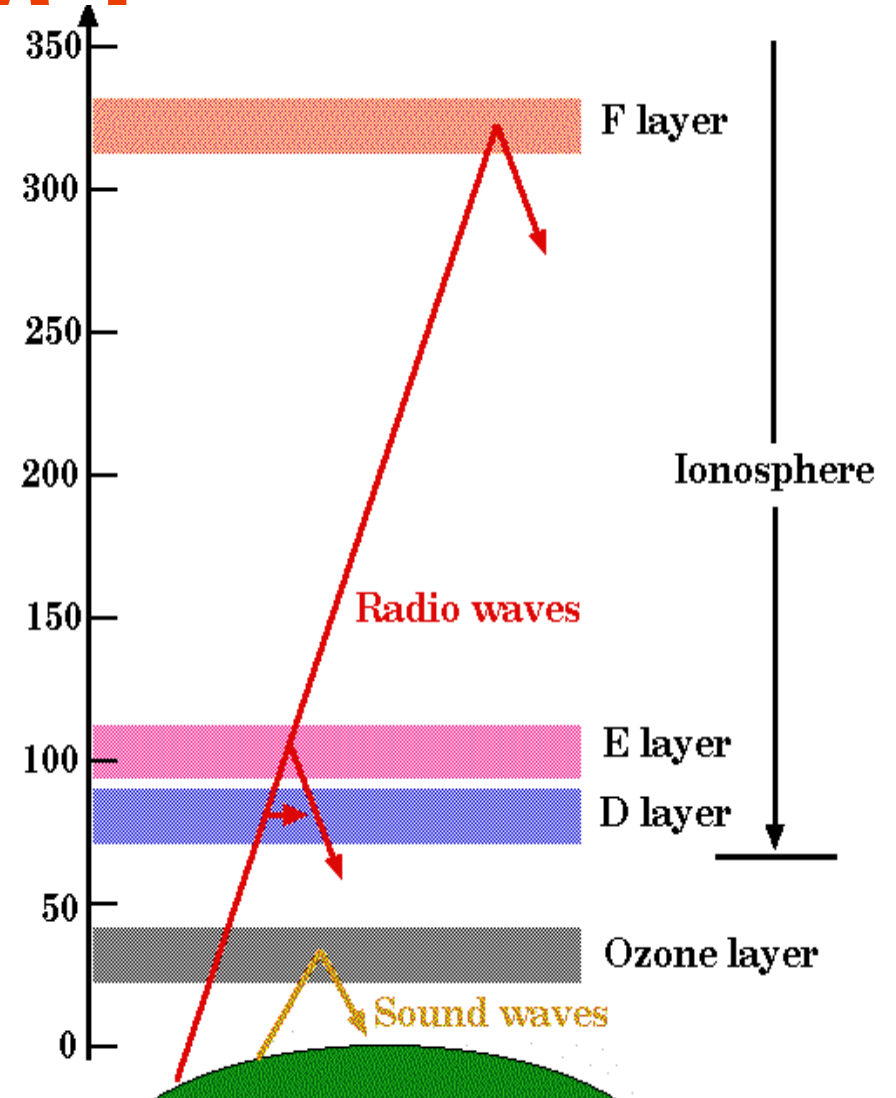 350
F layer
300
250
200
Ionosphere
150
Radio waves
100
E layer
D layer
50
Ozone layer
Sound waves
0